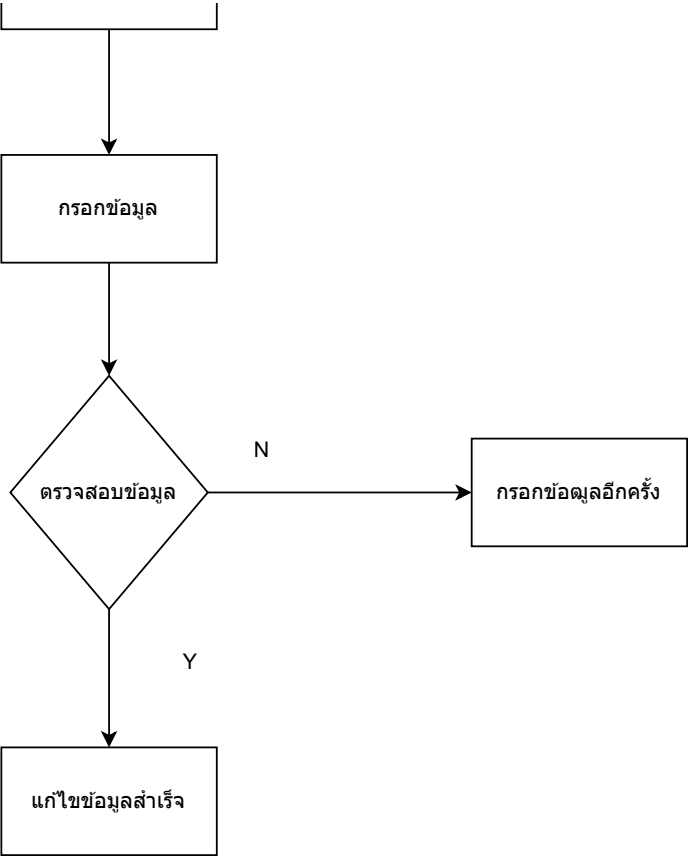 กรอกข้อมูล
ตรวจสอบข้อมูล
N
กรอกข้อฒูลอีกครั้ง
Y
แก้ไขข้อมูลสำเร็จ